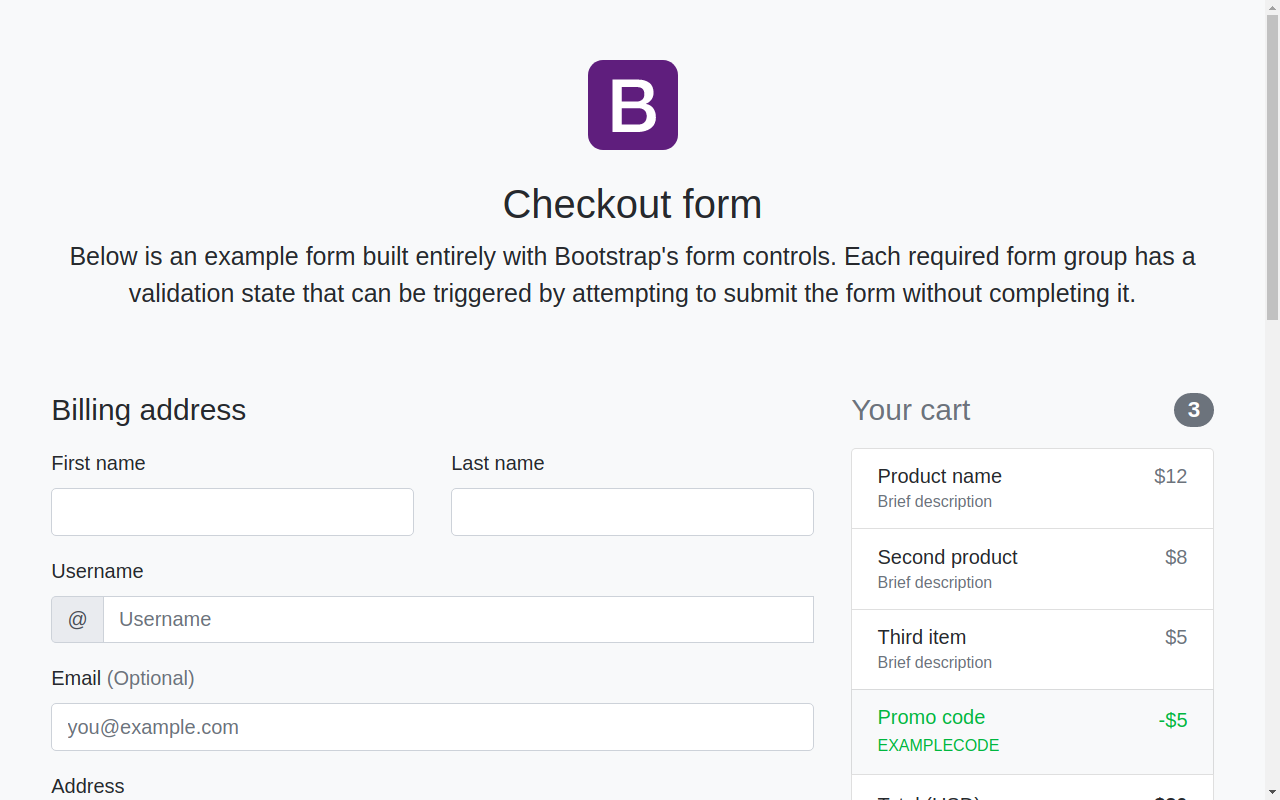 B
Checkout form
Below is an example form built entirely with Bootstrap's form controls. Each required form group has a
validation state that can be triggered by attempting to submit the form without completing it.
Billing address
First name
Last name
Username
@ Username
Email (Optional)
you@example.com
Address
Your cart 3
Product name $12
Brief description
Second product $8
Brief description
Third item $5
Brief description
Promo code -$5
EXAMPLECODE
Total (USD)